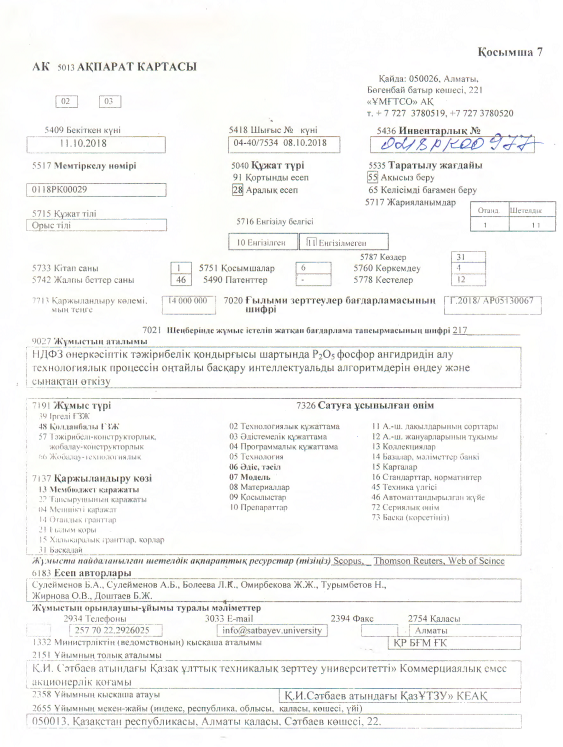 Қосымша 7
АК 5013 АҚПАРАТ КАРТАСЫ
Қайда: 050026, Алматы,
Бөгенбай батыр көшесі, 221
«ҰМҒТСО» АҚ
т. + 7 727 3780519, +7 727 3780520
02 03
5409 Бекіткен күні 5418 Шығыс № күні 5436 Инвентарлық №
11.10.2018 04-40/7534 08.10.2018 0218РК00977
5517 Мемтіркелу нөмірі 5040 Құжат түрі 5535 Таратылу жағдайы
91 Қортынды есеп 55 Ақысыз беру
0118РК00029 28 Аралық есеп 65 Келісімді бағамен беру
5717 Жарияланымдар
Отанд. Шетелдік
1 11
5715 Құжат тілі 5716 Енгізілу белгісі
Орыс тілі
10 Енгізілген 11 Енгізілмеген
5787 Көздер 31
5733 Кітап саны 1 5751 Қосымшалар 6 5760 Көркемдеу 4
5742 Жалпы беттер саны 46 5490 Патенттер - 5778 Кестелер 12
7713 Қаржыландыру көлемі, мың теңге 14 000 000 7020 Ғылыми зерттеулер бағдарламасының шифрі Г.2018/ АР05130067
7021 Шеңберінде жұмыс істеліп жатқан бағдарлама тапсырмасының шифрі 217
9027 Жұмыстың аталымы
НДФЗ өнеркәсіптік тәжірибелік қондырғысы шартында P₂O₅ фосфор ангидридін алу
технологиялық процессін оңтайлы басқару интеллектуальды алгоритмдерін өңдеу және
сынақтан өткізу
7191 Жұмыс түрі 7326 Сатуға ұсынылған өнім
39 Іргелі ҒЗЖ
48 Қолданбалы ҒЗЖ 02 Технологиялық құжаттама 11 А.-ш. дақылдарының сорттары
57 Тәжірибелі-конструкторлық, 03 Әдістемелік құжаттама 12 А.-ш. жануарларының тұқымы
жобалау-конструкторлық 04 Программалық құжаттама 13 Коллекциялар
66 Жобалау-технологиялық 05 Технология 14 Базалар, мәліметтер банкі
06 Әдіс, тәсіл 15 Карталар
7137 Қаржыландыру көзі 07 Модель 16 Стандарттар, нормативтер
13 Мембюджет қаражаты 08 Материалдар 45 Техника үлгісі
22 Тапсырушының қаражаты 09 Қосылыстар 46 Автоматтандырылған жүйе
04 Меншікті қаражат 10 Препараттар 72 Сериялық өнім
14 Отандық гранттар 73 Басқа (көрсетіңіз)
23 Ғылым қоры
15 Халықаралық гранттар, қорлар
31 Басқадай
Жұмыста пайдаланылған шетелдік ақпараттық ресурстар (тізіңіз) Scopus, _ Thomson Reuters, Web of Seince
6183 Есеп авторлары
Сулейменов Б.А., Сулейменов А.Б., Болеева Л.К., Омирбекова Ж.Ж., Турымбетов Н.,
Жирнова О.В., Доштаев Б.Ж.
Жұмыстың орындаушы-ұйымы туралы мәліметтер
2934 Телефоны 3033 E-mail 2394 Факс 2754 Қаласы
257 70 22,2926025 info@satbayev.university Алматы
1332 Министрліктің (ведомствоның) қысқаша аталымы ҚР БҒМ ҒК
2151 Ұйымның толық аталымы
Қ.И. Сәтбаев атындағы Қазақ ұлттық техникалық зерттеу университетті» Коммерциаялық емес
акционерлік қоғамы
2358 Ұйымның қысқаша атауы Қ.И.Сәтбаев атындағы ҚазҰТЗУ» КЕАҚ
2655 Ұйымның мекен-жайы (индекс, республика, облысы, қаласы, көшесі, үйі)
050013. Қазақстан республикасы, Алматы қаласы. Сәтбаев көшесі, 22.